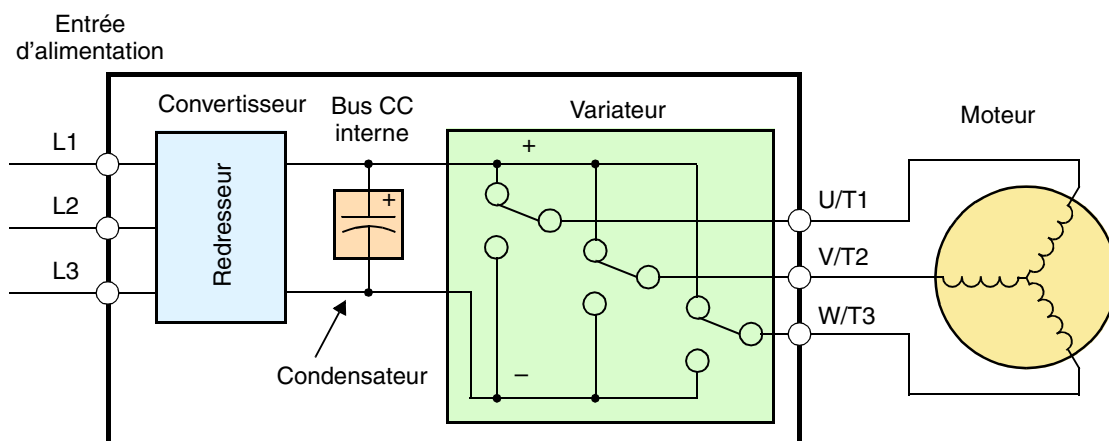 Entrée
d'alimentation
Convertisseur
Bus CC
interne
Variateur
Moteur
L1
L2
L3
Redresseur
+
+
–
U/T1
V/T2
W/T3
Condensateur